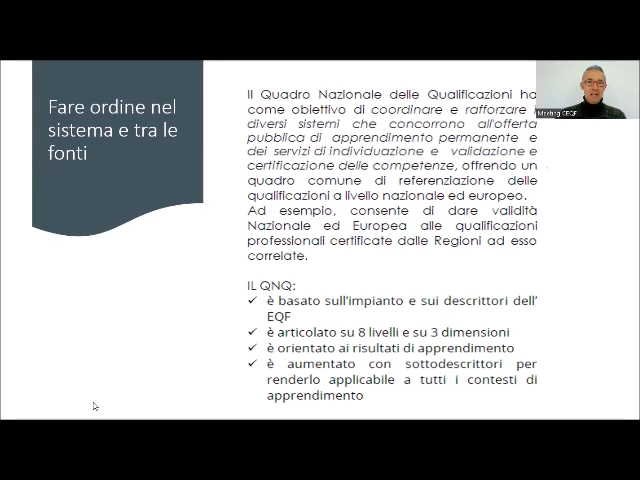 Fare ordine nel
sistema e tra le
fonti
Il Quadro Nazionale delle Qualificazioni ha
come obiettivo di coordinare e rafforzare i
diversi sistemi che concorrono all'offerta
pubblica di apprendimento permanente e
dei servizi di individuazione e validazione e
certificazione delle competenze, offrendo un
quadro comune di referenziazione delle
qualificazioni a livello nazionale ed europeo.
Ad esempio, consente di dare validità
Nazionale ed Europea alle qualificazioni
professionali certificate dalle Regioni ad esso
correlate.
IL QNQ:
✓ è basato sull'impianto e sui descrittori dell'
EQF
✓ è articolato su 8 livelli e su 3 dimensioni
✓ è orientato ai risultati di apprendimento
✓ è aumentato con sottodescrittori per
renderlo applicabile a tutti i contesti di
apprendimento
Meeting CEQF